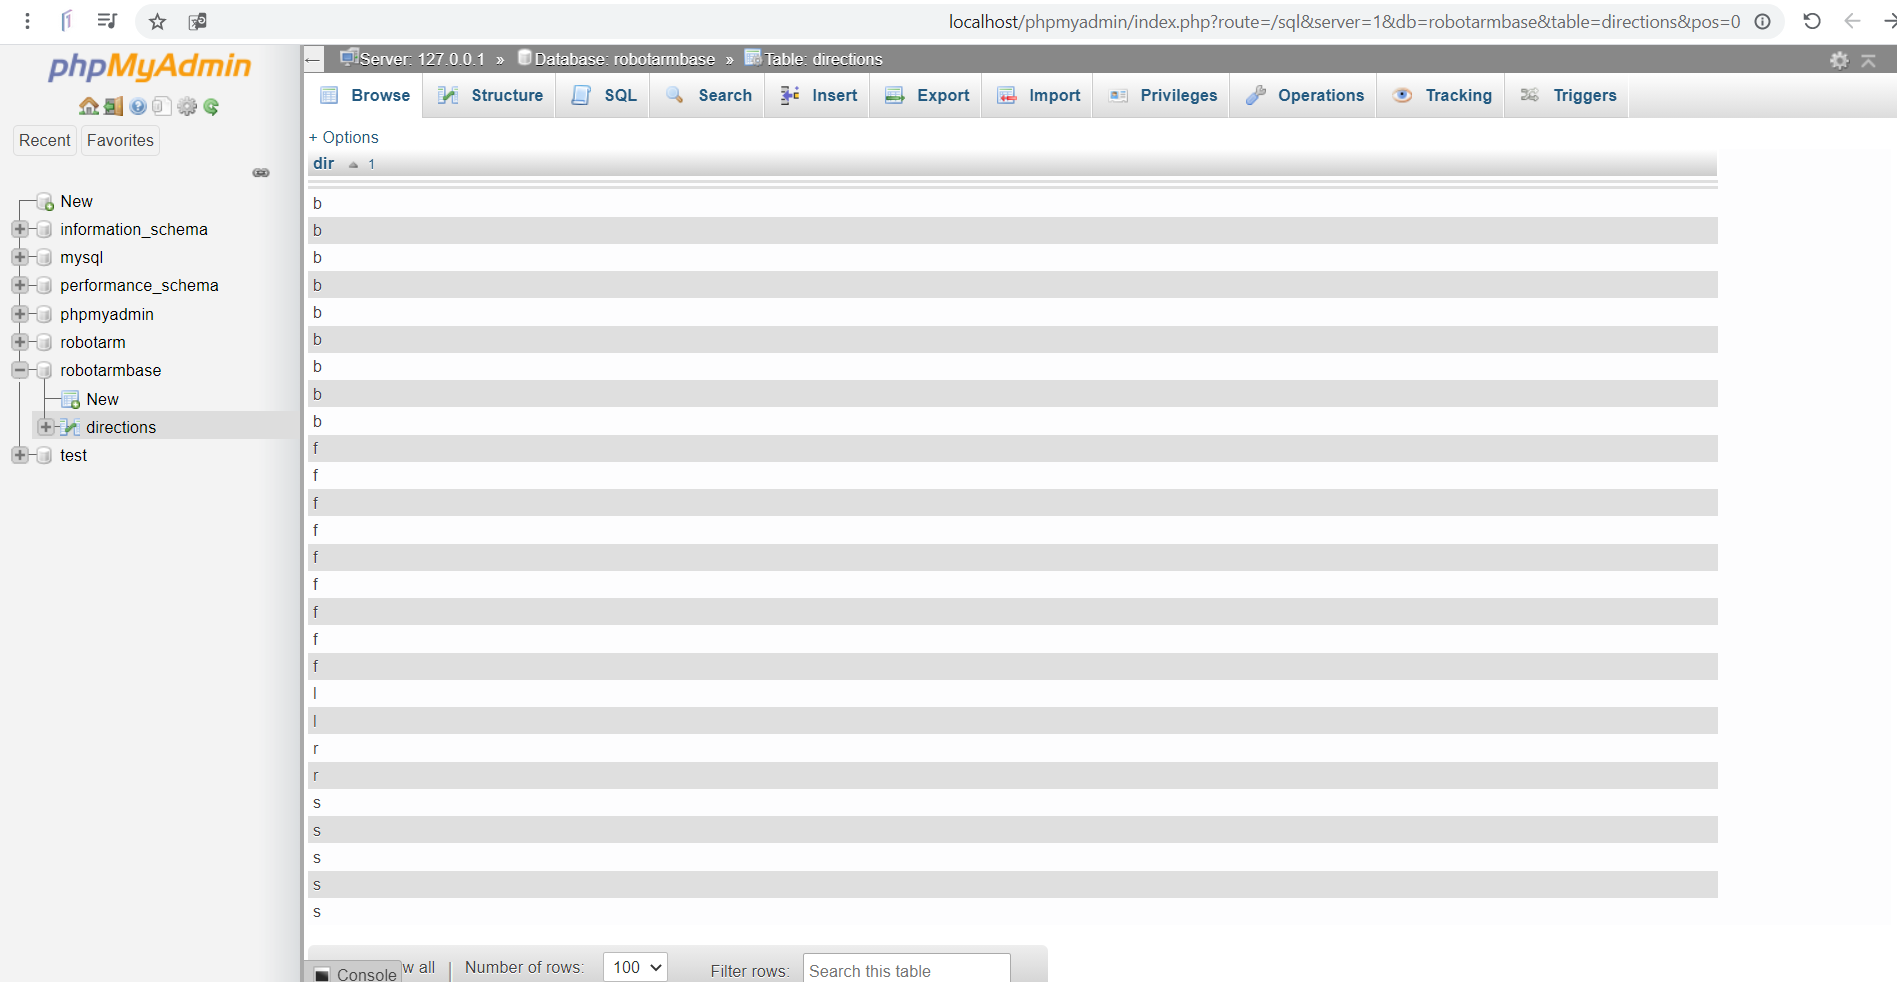 localhost/phpmyadmin/index.php?route=/sql&server=1&db=robotarmbase&table=directions&pos=0
phpMyAdmin
Recent Favorites
New
information_schema
mysql
performance_schema
phpmyadmin
robotarm
robotarmbase
New
directions
test
Server: 127.0.0.1 » Database: robotarmbase » Table: directions
Browse Structure SQL Search Insert Export Import Privileges Operations Tracking Triggers
+ Options
dir 1
b
b
b
b
b
b
b
b
b
f
f
f
f
f
f
f
f
f
l
l
r
r
s
s
s
s
s
Console w all Number of rows: 100 Filter rows: Search this table